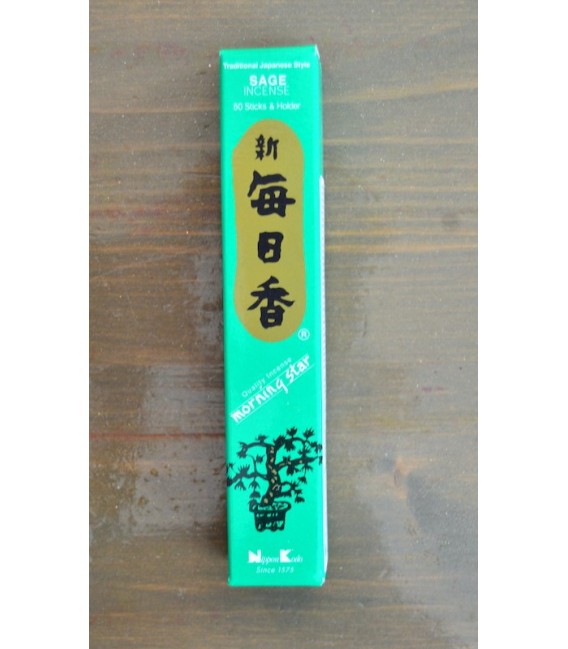 Traditional Japanese Style
SAGE
INCENSE
50 Sticks & Holder
新
毎
日
香
®
Quality Incense
morning star
Nippon Kodo
Since 1575